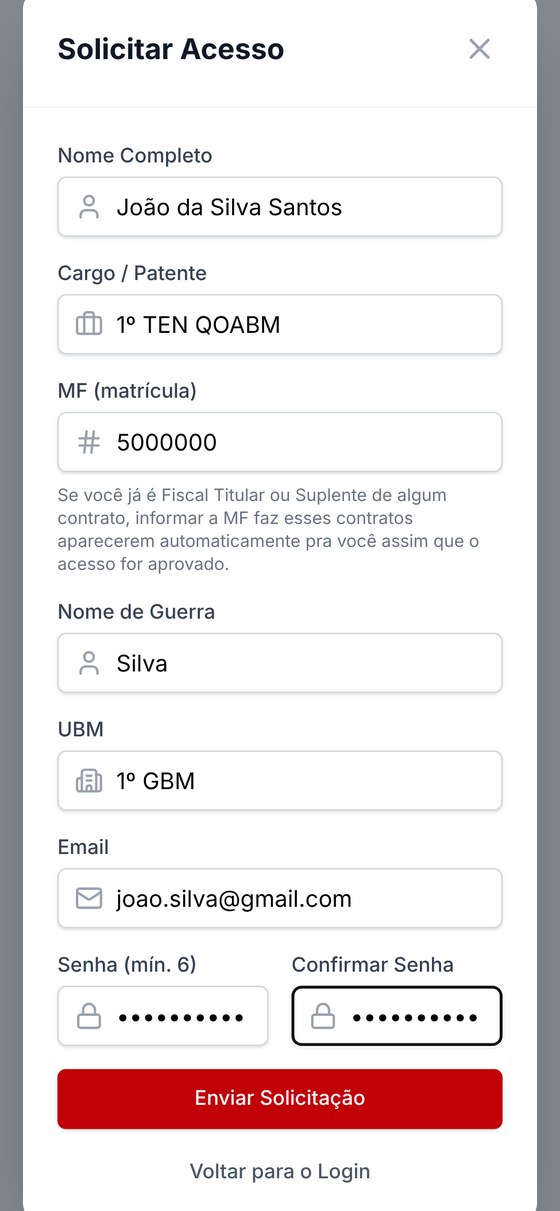 Solicitar Acesso
Nome Completo
João da Silva Santos
Cargo / Patente
1º TEN QOABM
MF (matrícula)
5000000
Se você já é Fiscal Titular ou Suplente de algum
contrato, informar a MF faz esses contratos
aparecerem automaticamente pra você assim que o
acesso for aprovado.
Nome de Guerra
Silva
UBM
1º GBM
Email
joao.silva@gmail.com
Senha (mín. 6) Confirmar Senha
•••••••••• ••••••••••
Enviar Solicitação
Voltar para o Login